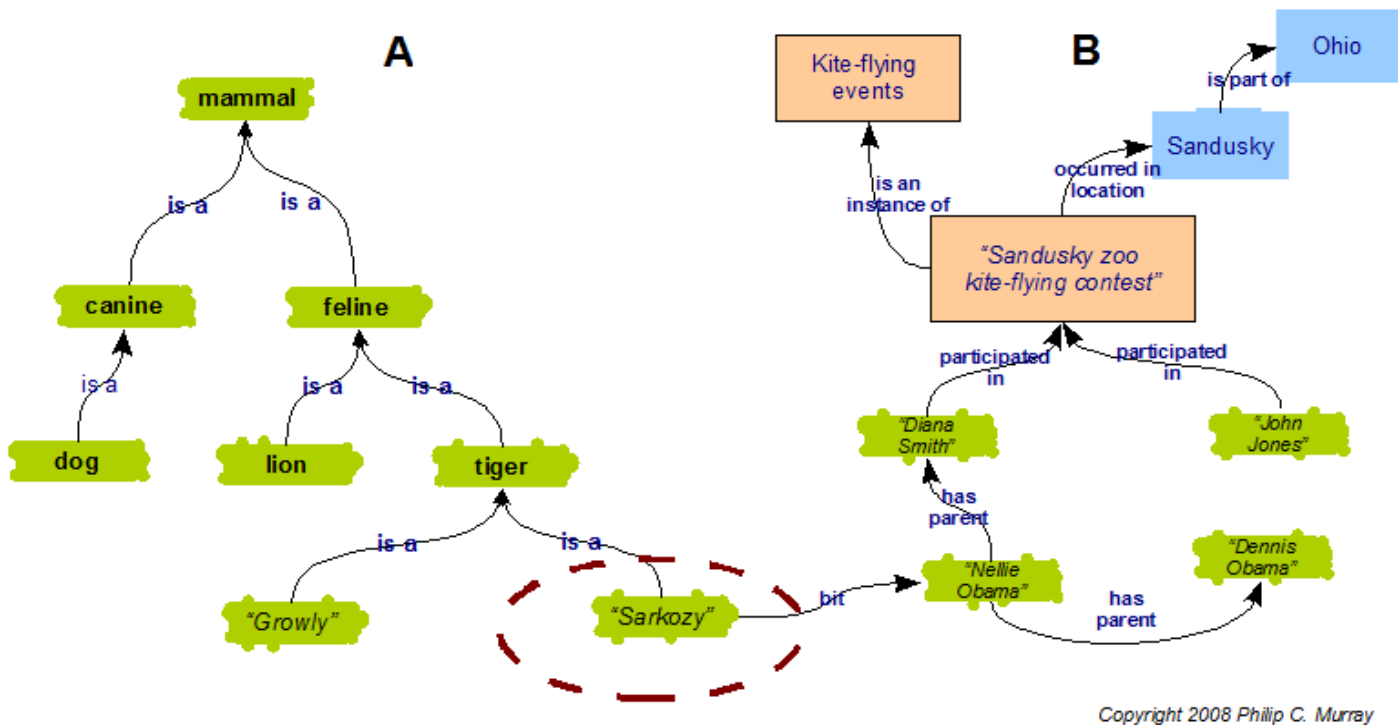 A
B
Ohio
Kite-flying
events
is part of
mammal
Sandusky
is a
is a
is an
instance of
occurred in
location
“Sandusky zoo
kite-flying contest”
canine
feline
is a
is a
is a
participated
in
participated
in
“Diana
Smith”
“John
Jones”
dog
lion
tiger
has
parent
is a
is a
“Growly”
“Sarkozy”
bit
“Nellie
Obama”
“Dennis
Obama”
has
parent
Copyright 2008 Philip C. Murray